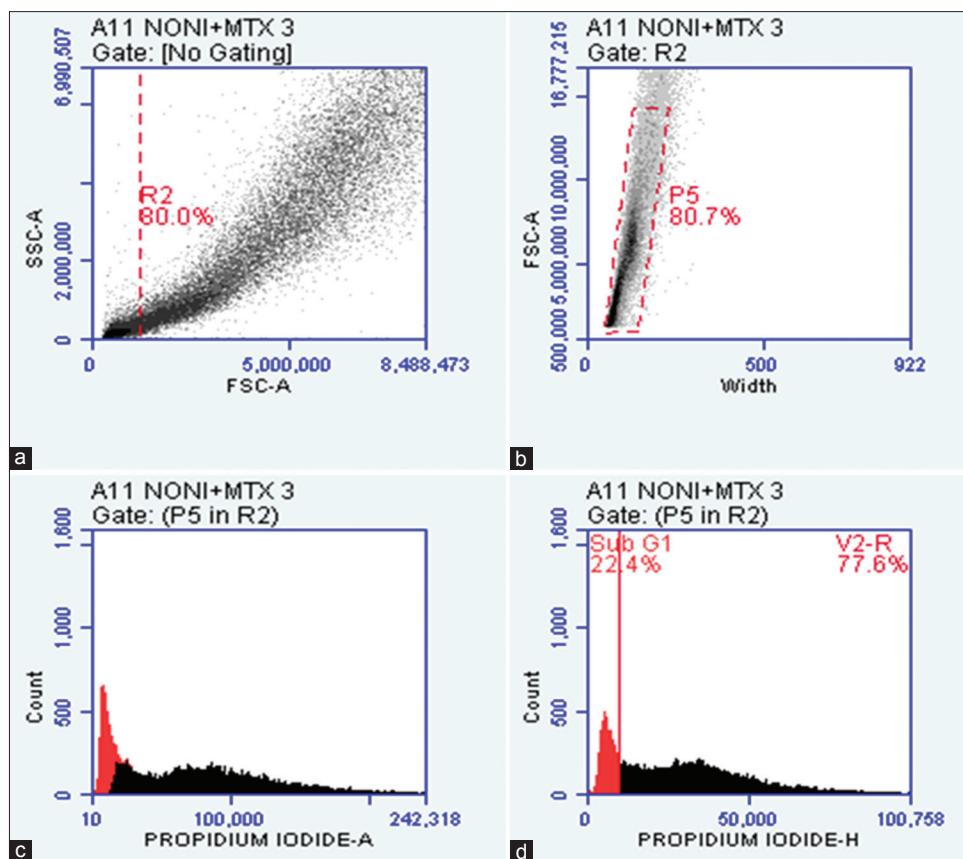 A11 NONI+MTX 3
Gate: [No Gating]
6,990,507
SSC-A
2,000,000
0
R2
80.0%
0 5,000,000 8,488,473
FSC-A
a
A11 NONI+MTX 3
Gate: R2
16,777,215
FSC-A
10,000,000
5,000,000
500,000
P5
80.7%
0 500 922
Width
b
A11 NONI+MTX 3
Gate: (P5 in R2)
1,600
1,000
Count
500
0
10 100,000 242,318
PROPIDIUM IODIDE-A
c
A11 NONI+MTX 3
Gate: (P5 in R2)
1,600
Sub G1 V2-R
22.4% 77.6%
1,000
Count
500
0
0 50,000 100,758
PROPIDIUM IODIDE-H
d